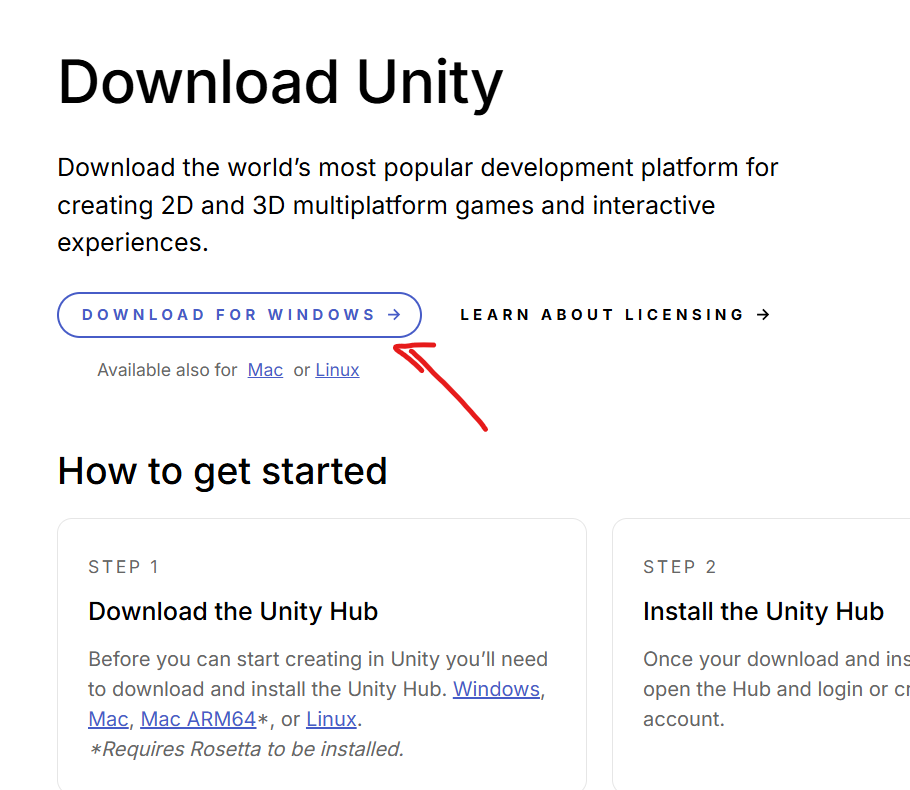 Download Unity
Download the world’s most popular development platform for
creating 2D and 3D multiplatform games and interactive
experiences.
DOWNLOAD FOR WINDOWS →
LEARN ABOUT LICENSING →
Available also for Mac or Linux
How to get started
STEP 1
Download the Unity Hub
Before you can start creating in Unity you’ll need
to download and install the Unity Hub. Windows,
Mac, Mac ARM64*, or Linux.
*Requires Rosetta to be installed.
STEP 2
Install the Unity Hub
Once your download and
open the Hub and login or
account.